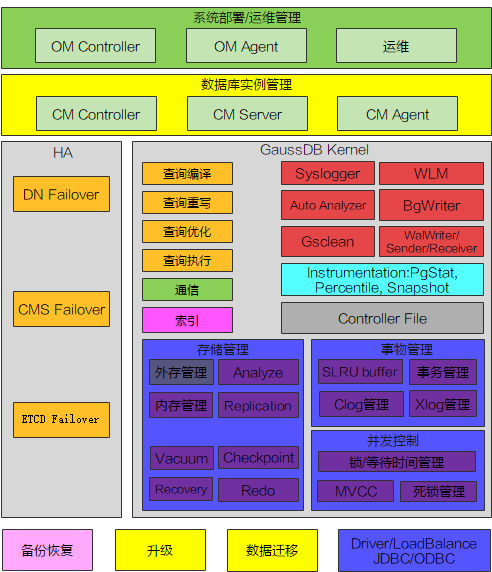 系统部署/运维管理
OM Controller
OM Agent
运维
数据库实例管理
CM Controller
CM Server
CM Agent
HA
DN Failover
CMS Failover
ETCD Failover
GaussDB Kernel
查询编译
查询重写
查询优化
查询执行
通信
索引
Syslogger
WLM
Auto Analyzer
BgWriter
Gsclean
WalWriter/
Sender/Receiver
Instrumentation:PgStat,
Percentile, Snapshot
Controller File
存储管理
外存管理
Analyze
内存管理
Replication
Vacuum
Checkpoint
Recovery
Redo
事物管理
SLRU buffer
事务管理
Clog管理
Xlog管理
并发控制
锁/等待时间管理
MVCC
死锁管理
备份恢复
升级
数据迁移
Driver/LoadBalance
JDBC/ODBC